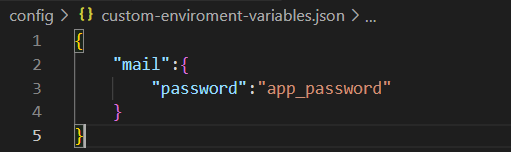 config > {} custom-enviroment-variables.json > ...
1 {
2 "mail":{
3 "password":"app_password"
4 }
5 }